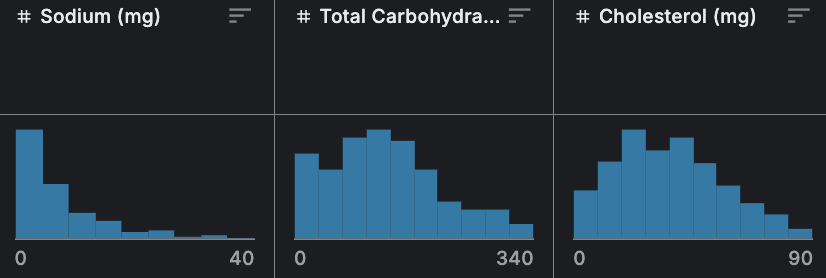 # Sodium (mg)
# Total Carbohydra...
# Cholesterol (mg)
0 40
0 340
0 90